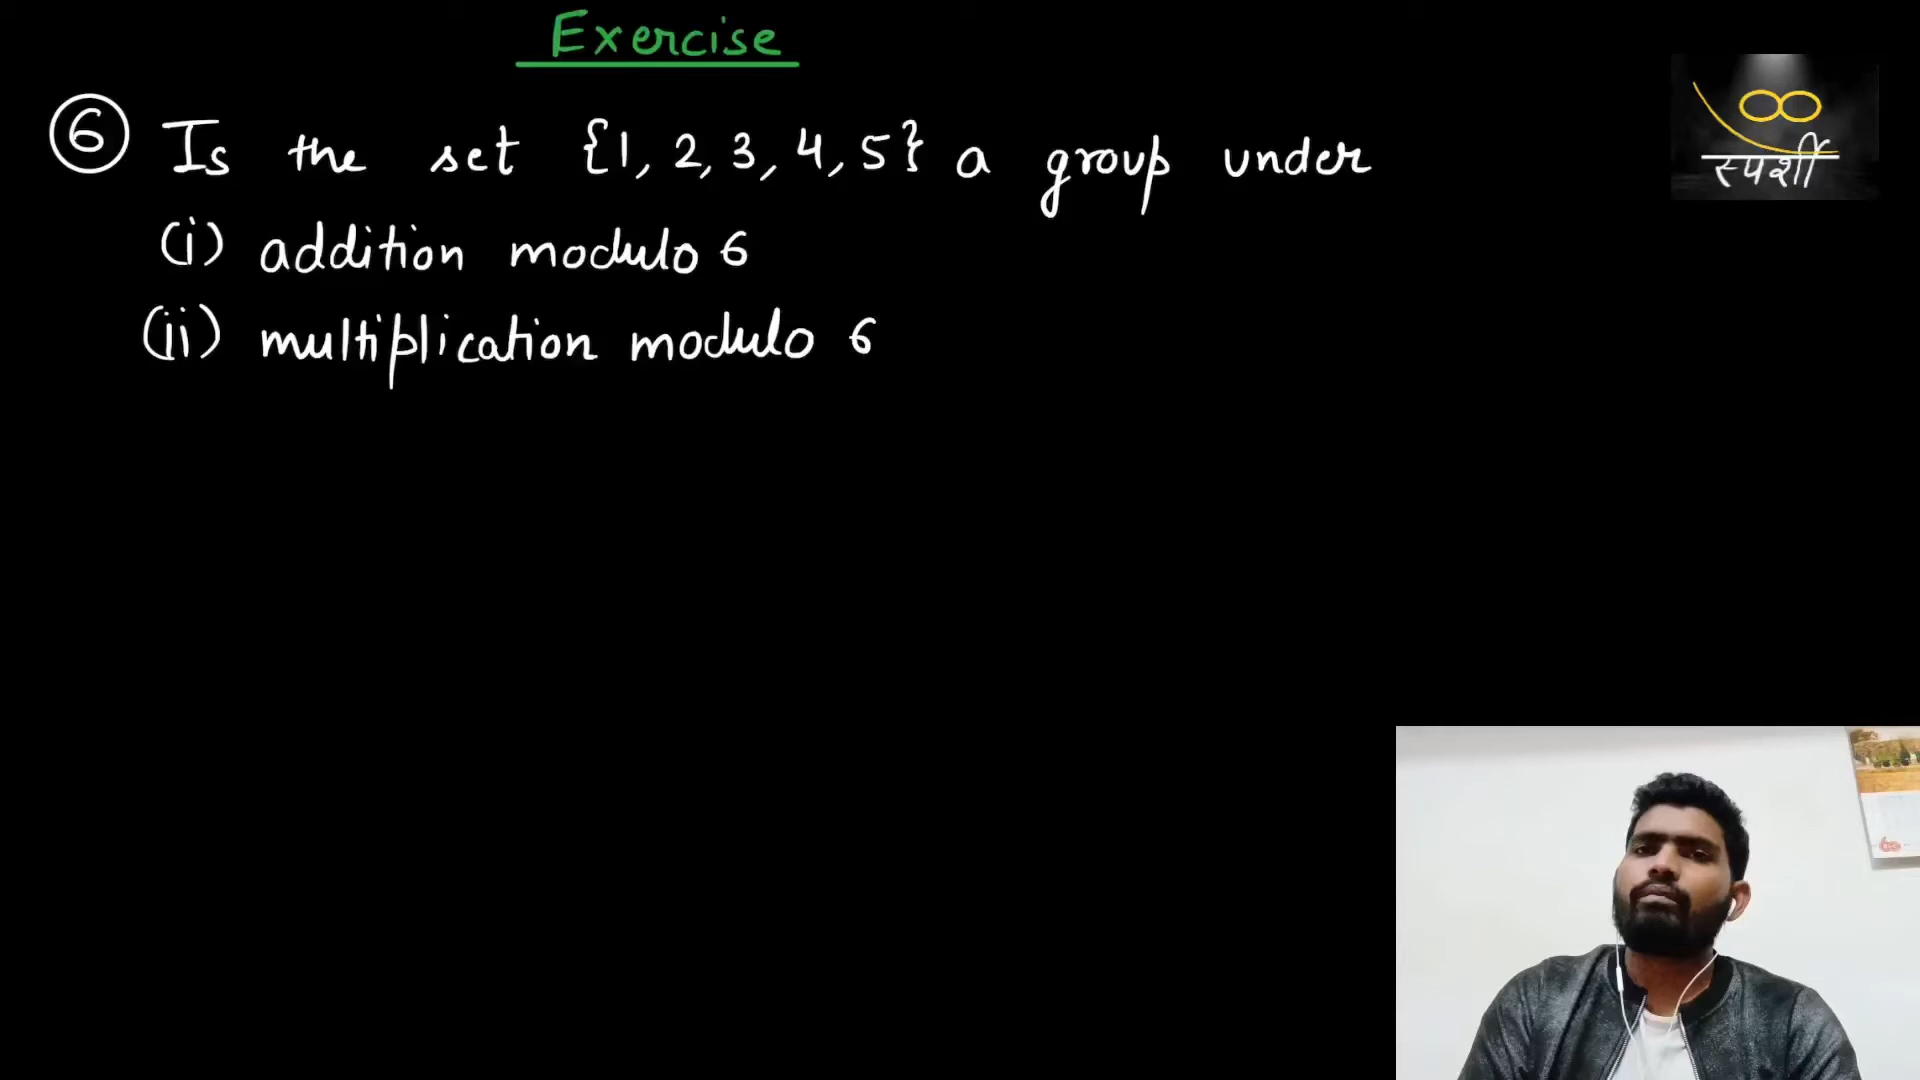 Exercise
6 Is the set {1, 2, 3, 4, 5} a group under
(i) addition modulo 6
(ii) multiplication modulo 6
∞
स्पर्शी